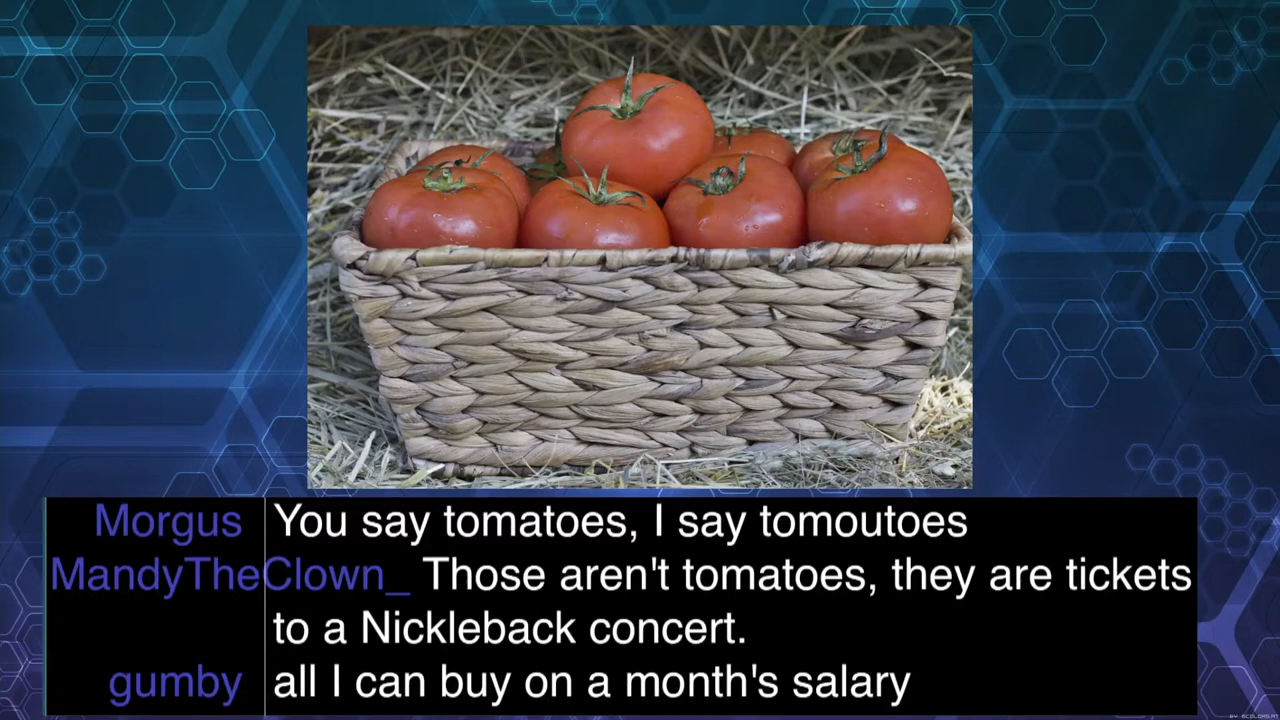 Morgus You say tomatoes, I say tomoutoes
MandyTheClown_ Those aren't tomatoes, they are tickets
to a Nickleback concert.
gumby all I can buy on a month's salary